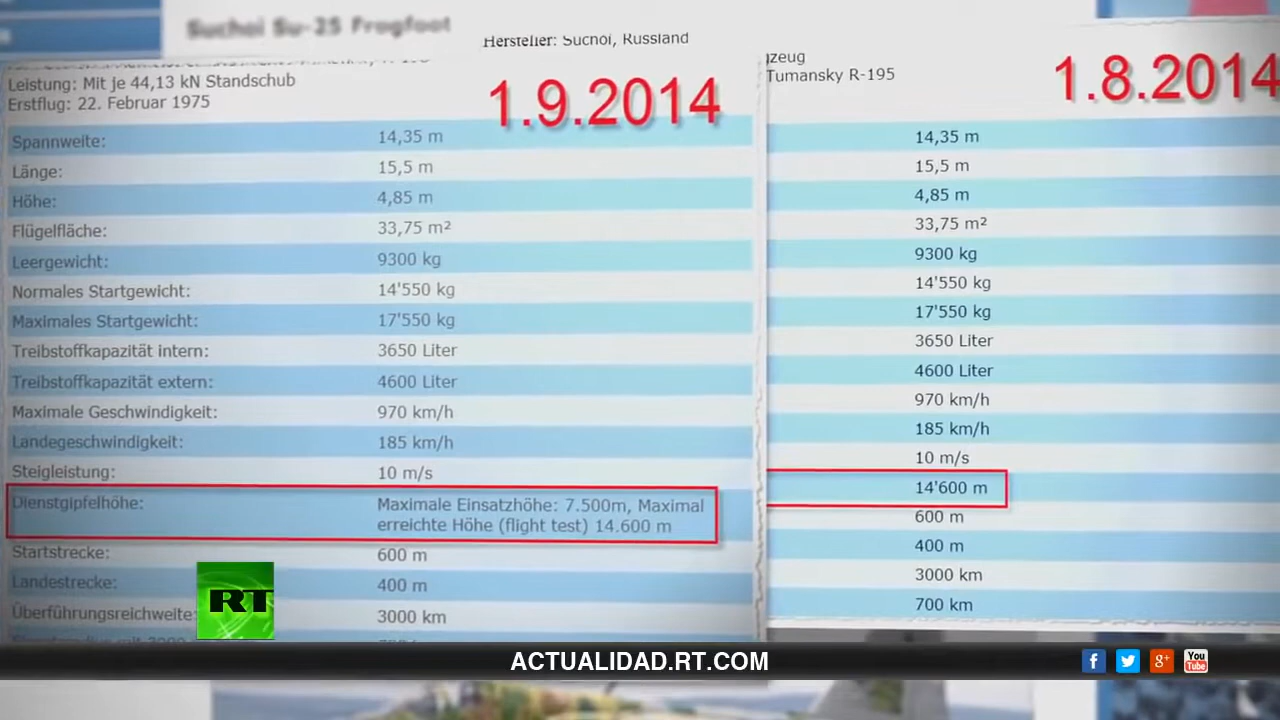 Suchoi Su-25 Frogfoot
Hersteller: Suchoi, Russland
Leistung: Mit je 44,13 kN Standschub
Erstflug: 22. Februar 1975
1.9.2014
Spannweite: 14,35 m
Länge: 15,5 m
Höhe: 4,85 m
Flügelfläche: 33,75 m²
Leergewicht: 9300 kg
Normales Startgewicht: 14'550 kg
Maximales Startgewicht: 17'550 kg
Treibstoffkapazität intern: 3650 Liter
Treibstoffkapazität extern: 4600 Liter
Maximale Geschwindigkeit: 970 km/h
Landegeschwindigkeit: 185 km/h
Steigleistung: 10 m/s
Dienstgipfelhöhe: Maximale Einsatzhöhe: 7.500m, Maximal
erreichte Höhe (flight test) 14.600 m
Startstrecke: 600 m
Landestrecke: 400 m
Überführungsreichweite: 3000 km
zeug
Tumansky R-195
1.8.2014
14,35 m
15,5 m
4,85 m
33,75 m²
9300 kg
14'550 kg
17'550 kg
3650 Liter
4600 Liter
970 km/h
185 km/h
10 m/s
14'600 m
600 m
400 m
3000 km
700 km
RT
ACTUALIDAD.RT.COM
You
Tube